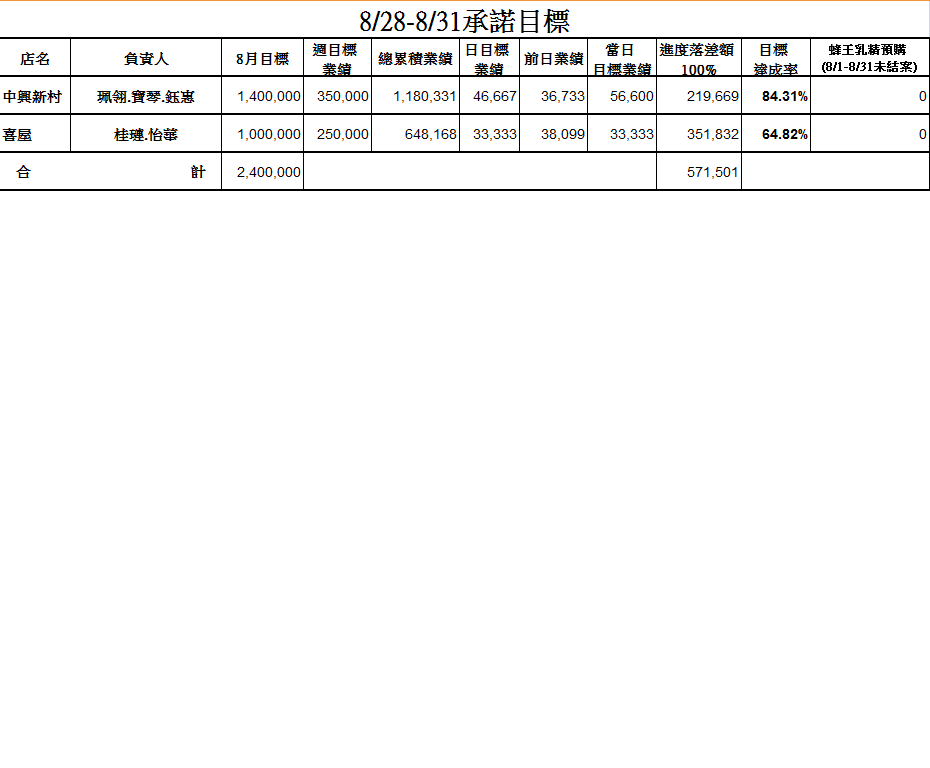 8/28-8/31承諾目標
店名 負責人 8月目標 週目標業績 總累積業績 日目標業績 前日業績 當日目標業績 進度落差額100% 目標達成率 蜂王乳精預購(8/1-8/31未結案)
中興新村 珮翎.寶琴.鈺惠 1,400,000 350,000 1,180,331 46,667 36,733 56,600 219,669 84.31% 0
喜屋 桂璉.怡華 1,000,000 250,000 648,168 33,333 38,099 33,333 351,832 64.82% 0
合計 2,400,000 571,501